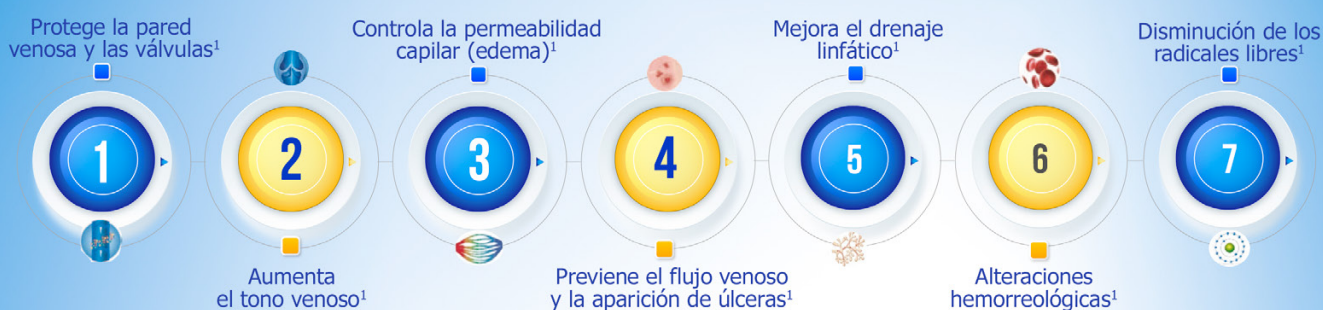 Protege la pared
venosa y las válvulas¹
1
2
Aumenta
el tono venoso¹
Controla la permeabilidad
capilar (edema)¹
3
4
Previene el flujo venoso
y la aparición de úlceras¹
Mejora el drenaje
linfático¹
5
6
Alteraciones
hemorreológicas¹
Disminución de los
radicales libres¹
7